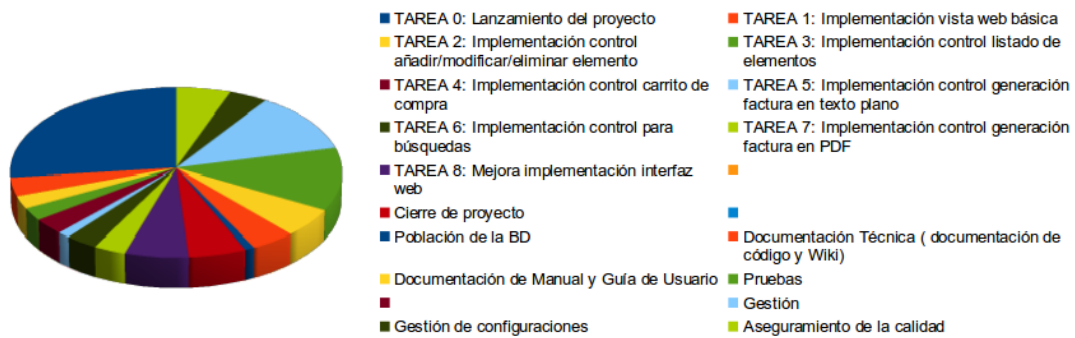 TAREA 0: Lanzamiento del proyecto
TAREA 1: Implementación vista web básica
TAREA 2: Implementación control
añadir/modificar/eliminar elemento
TAREA 3: Implementación control listado de
elementos
TAREA 4: Implementación control carrito de
compra
TAREA 5: Implementación control generación
factura en texto plano
TAREA 6: Implementación control para
búsquedas
TAREA 7: Implementación control generación
factura en PDF
TAREA 8: Mejora implementación interfaz
web
Cierre de proyecto
Población de la BD
Documentación Técnica ( documentación de
código y Wiki)
Documentación de Manual y Guía de Usuario
Pruebas
Gestión
Gestión de configuraciones
Aseguramiento de la calidad